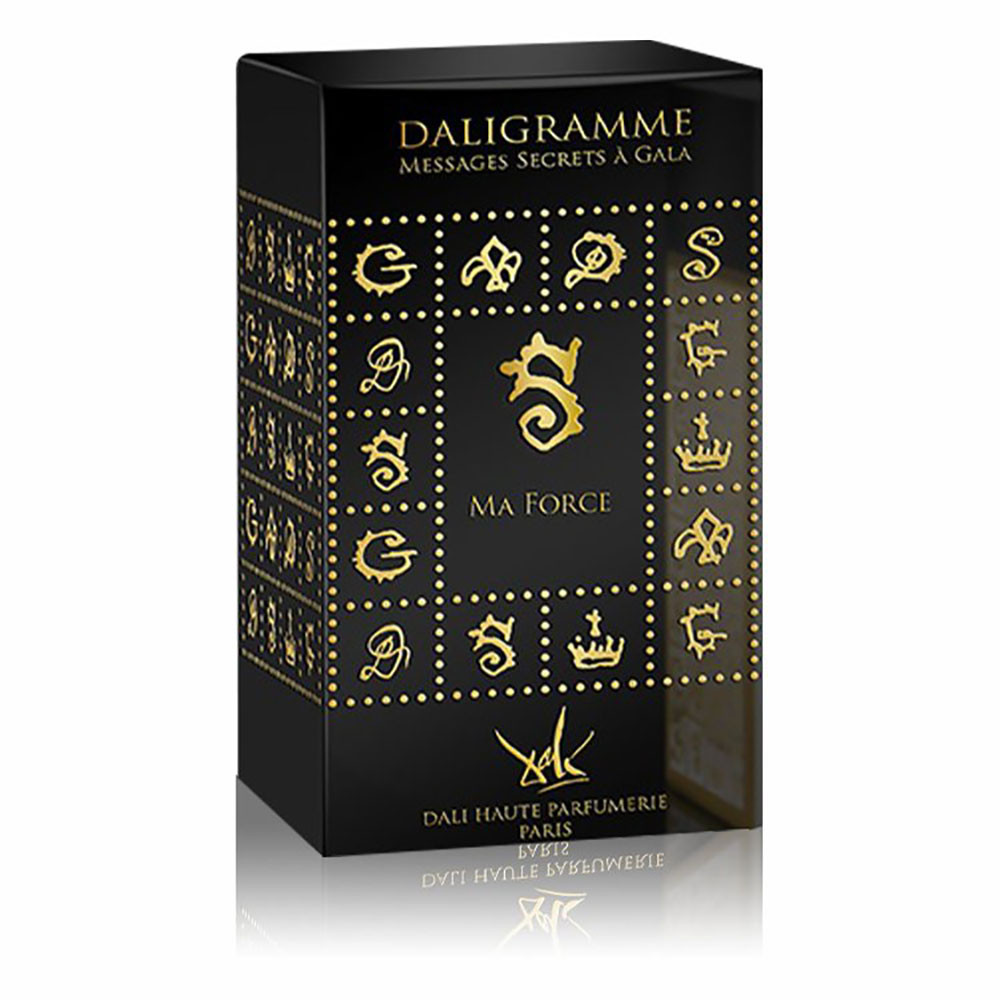 DALIGRAMME
MESSAGES SECRETS À GALA
G D S
D G
S
S
MA FORCE
G
D S G
Dalí
DALI HAUTE PARFUMERIE
PARIS